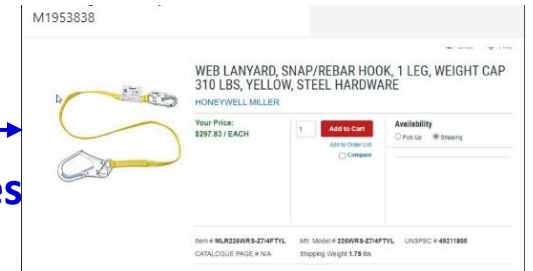 M1953838
WEB LANYARD, SNAP/REBAR HOOK, 1 LEG, WEIGHT CAP
310 LBS, YELLOW, STEEL HARDWARE
HONEYWELL MILLER
Your Price:
$297.83 / EACH
1
Add to Cart
Add to Order List
Compare
Availability
Pick Up Shipping
es
Item # MLR226WRS-Z7/4FTYL Mfr. Model # 226WRS-Z7/4FTYL UNSPSC # 49211805
CATALOGUE PAGE # N/A Shipping Weight 1.75 lbs